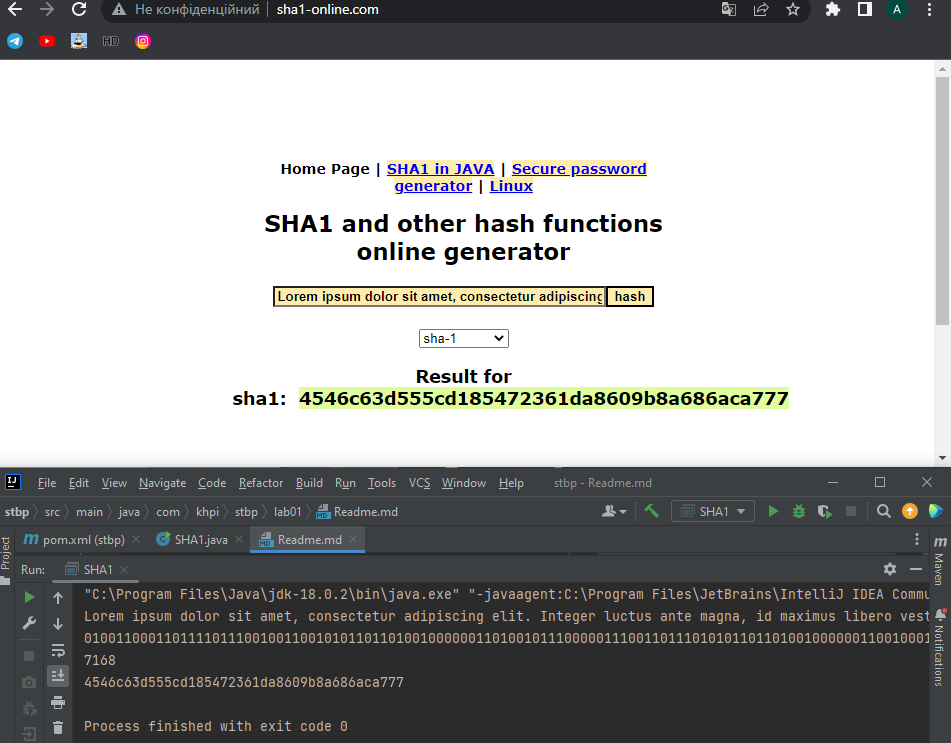 Не конфіденційний | sha1-online.com A
HD
Home Page | SHA1 in JAVA | Secure password
generator | Linux
SHA1 and other hash functions
online generator
Lorem ipsum dolor sit amet, consectetur adipiscing hash
sha-1
Result for
sha1: 4546c63d555cd185472361da8609b8a686aca777
IJ File Edit View Navigate Code Refactor Build Run Tools VCS Window Help stbp - Readme.md
stbp src main java com khpi stbp lab01 Readme.md SHA1
Project
m pom.xml (stbp) SHA1.java Readme.md
Maven
Notifications
Run: SHA1
"C:\Program Files\Java\jdk-18.0.2\bin\java.exe" "-javaagent:C:\Program Files\JetBrains\IntelliJ IDEA Commu
Lorem ipsum dolor sit amet, consectetur elit. Integer luctus ante magna, id maximus libero vest
7168
4546c63d555cd185472361da8609b8a686aca777
Process finished with exit code 0